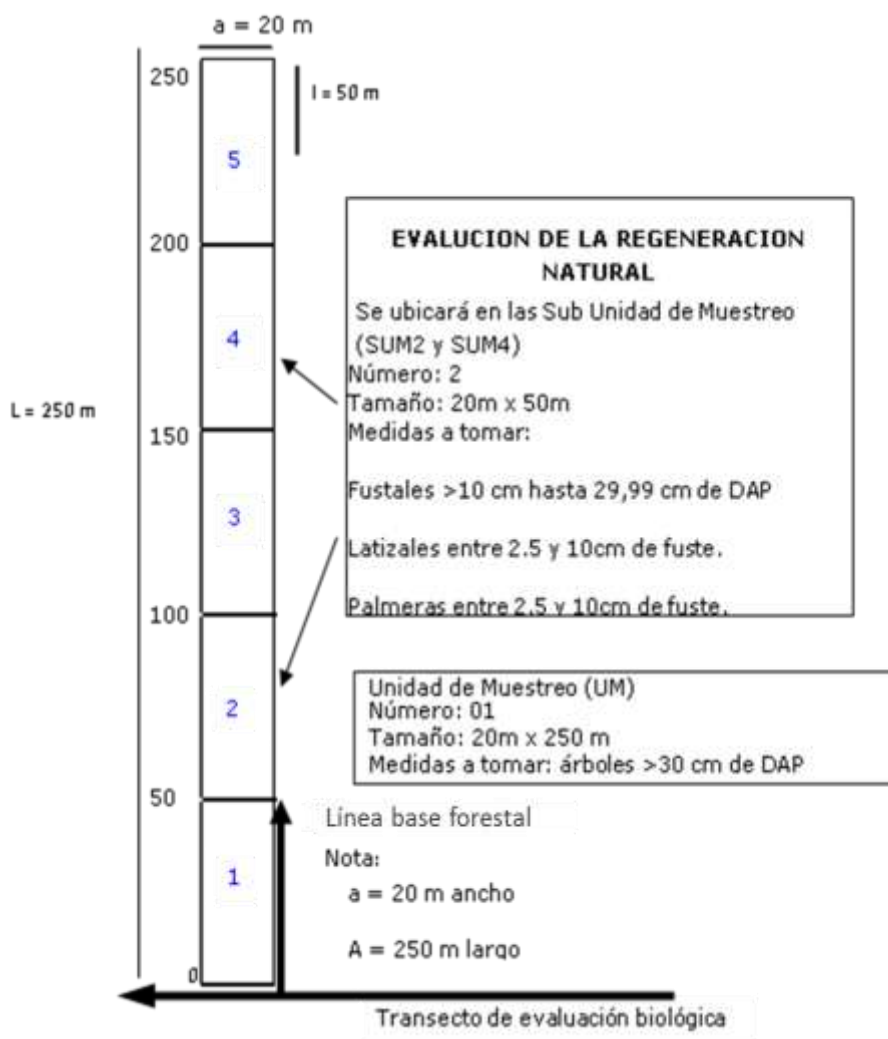 a = 20 m
250
l = 50 m
5
200
EVALUCION DE LA REGENERACION
NATURAL
Se ubicará en las Sub Unidad de Muestreo
(SUM2 y SUM4)
Número: 2
Tamaño: 20m x 50m
Medidas a tomar:
Fustales >10 cm hasta 29,99 cm de DAP
Latizales entre 2.5 y 10cm de fuste.
Palmeras entre 2.5 y 10cm de fuste.
4
L = 250 m
150
3
100
Unidad de Muestreo (UM)
Número: 01
Tamaño: 20m x 250 m
Medidas a tomar: árboles >30 cm de DAP
2
50
Línea base forestal
Nota:
a = 20 m ancho
A = 250 m largo
1
0
Transecto de evaluación biológica